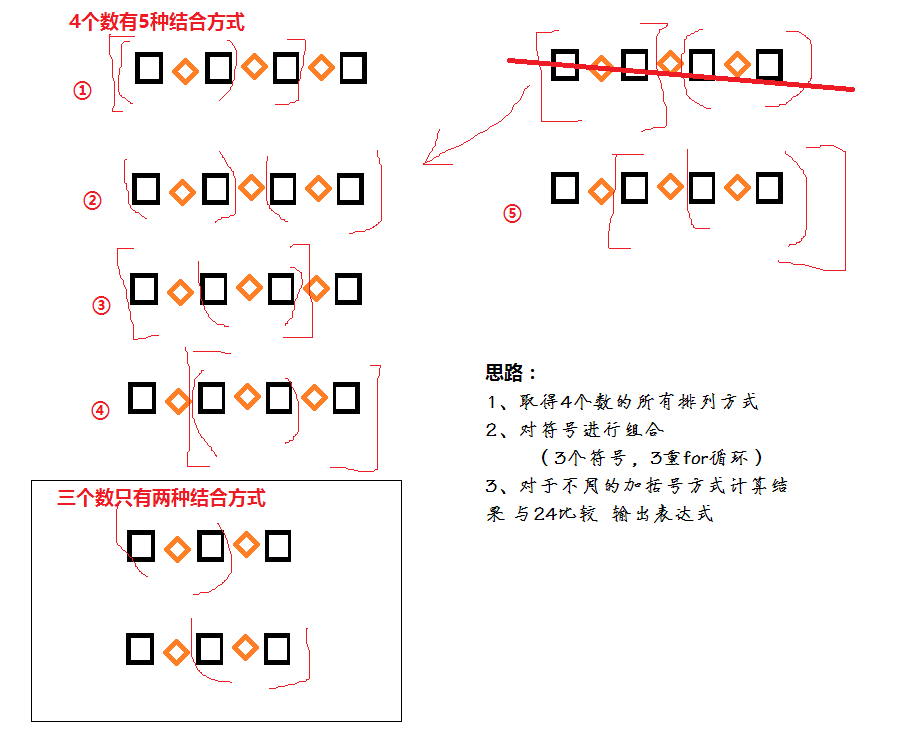 4个数有5种结合方式
①
②
③
④
⑤
三个数只有两种结合方式
思路：
1、取得4个数的所有排列方式
2、对符号进行组合
（3个符号，3重for循环）
3、对于不同的加括号方式计算结
果 与24比较 输出表达式